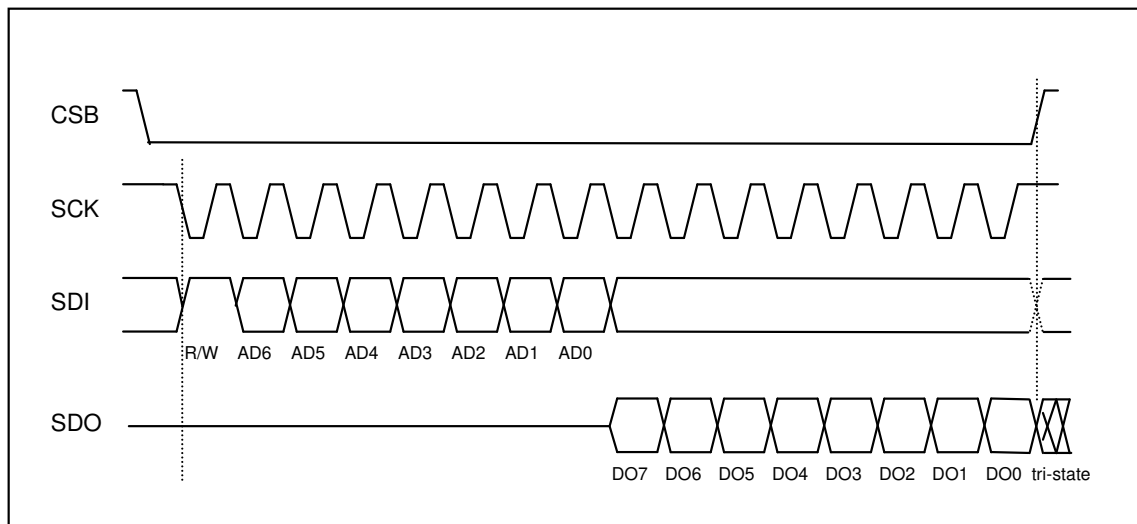 CSB
SCK
SDI
R/W AD6 AD5 AD4 AD3 AD2 AD1 AD0
SDO
DO7 DO6 DO5 DO4 DO3 DO2 DO1 DO0 tri-state